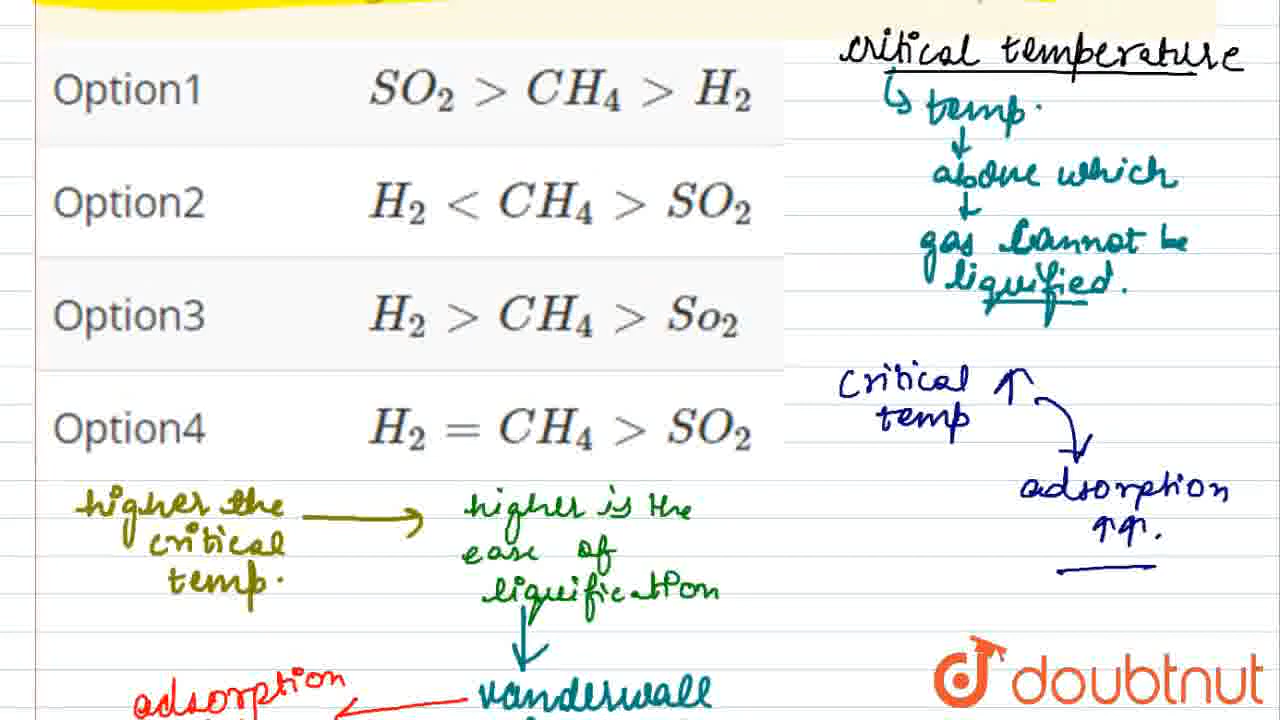 Option1 SO₂ > CH₄ > H₂
Option2 H₂ < CH₄ > SO₂
Option3 H₂ > CH₄ > So₂
Option4 H₂ = CH₄ > SO₂
critical temperature
temp.
above which
gas cannot be
liquified.
critical ↑
temp
adsorption
↑↑.
higher the
critical
temp.
higher is the
ease of
liquification
vanderwall
adsorption
doubtnut